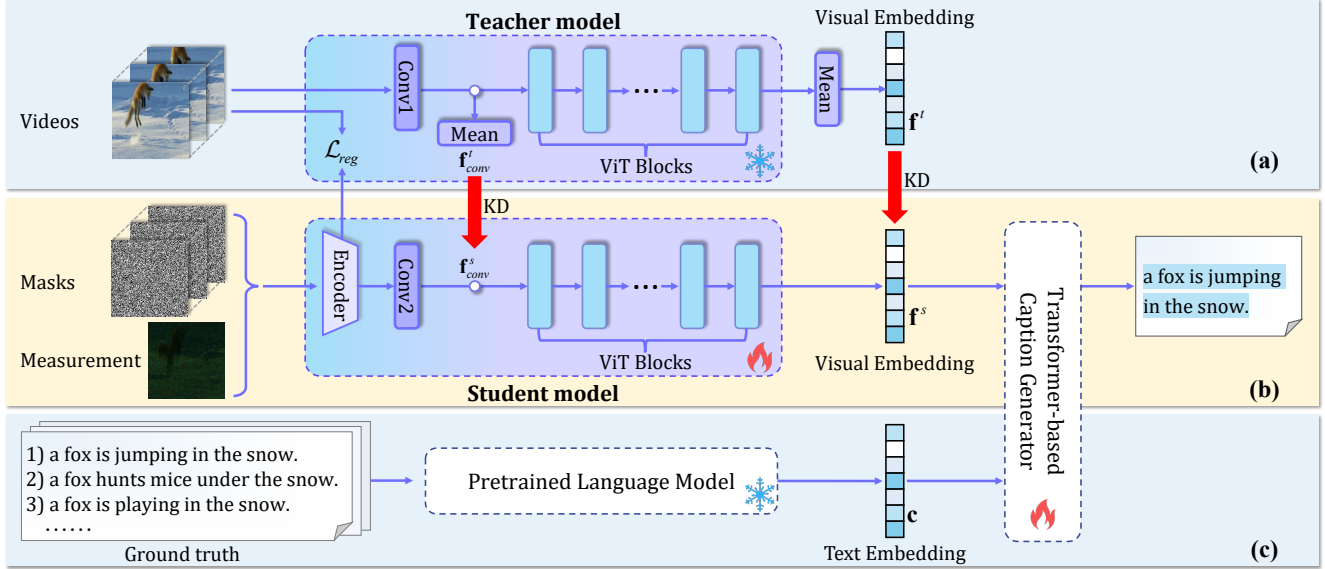 Teacher model
Visual Embedding
Videos
Conv1
Mean
Mean
ℒ_reg
f^t_conv
ViT Blocks
f^t
(a)
KD
KD
Masks
Encoder
Conv2
f^s_conv
ViT Blocks
f^s
Visual Embedding
Measurement
Student model
Transformer-based
Caption Generator
a fox is jumping
in the snow.
(b)
1) a fox is jumping in the snow.
2) a fox hunts mice under the snow.
3) a fox is playing in the snow.
......
Ground truth
Pretrained Language Model
c
Text Embedding
(c)